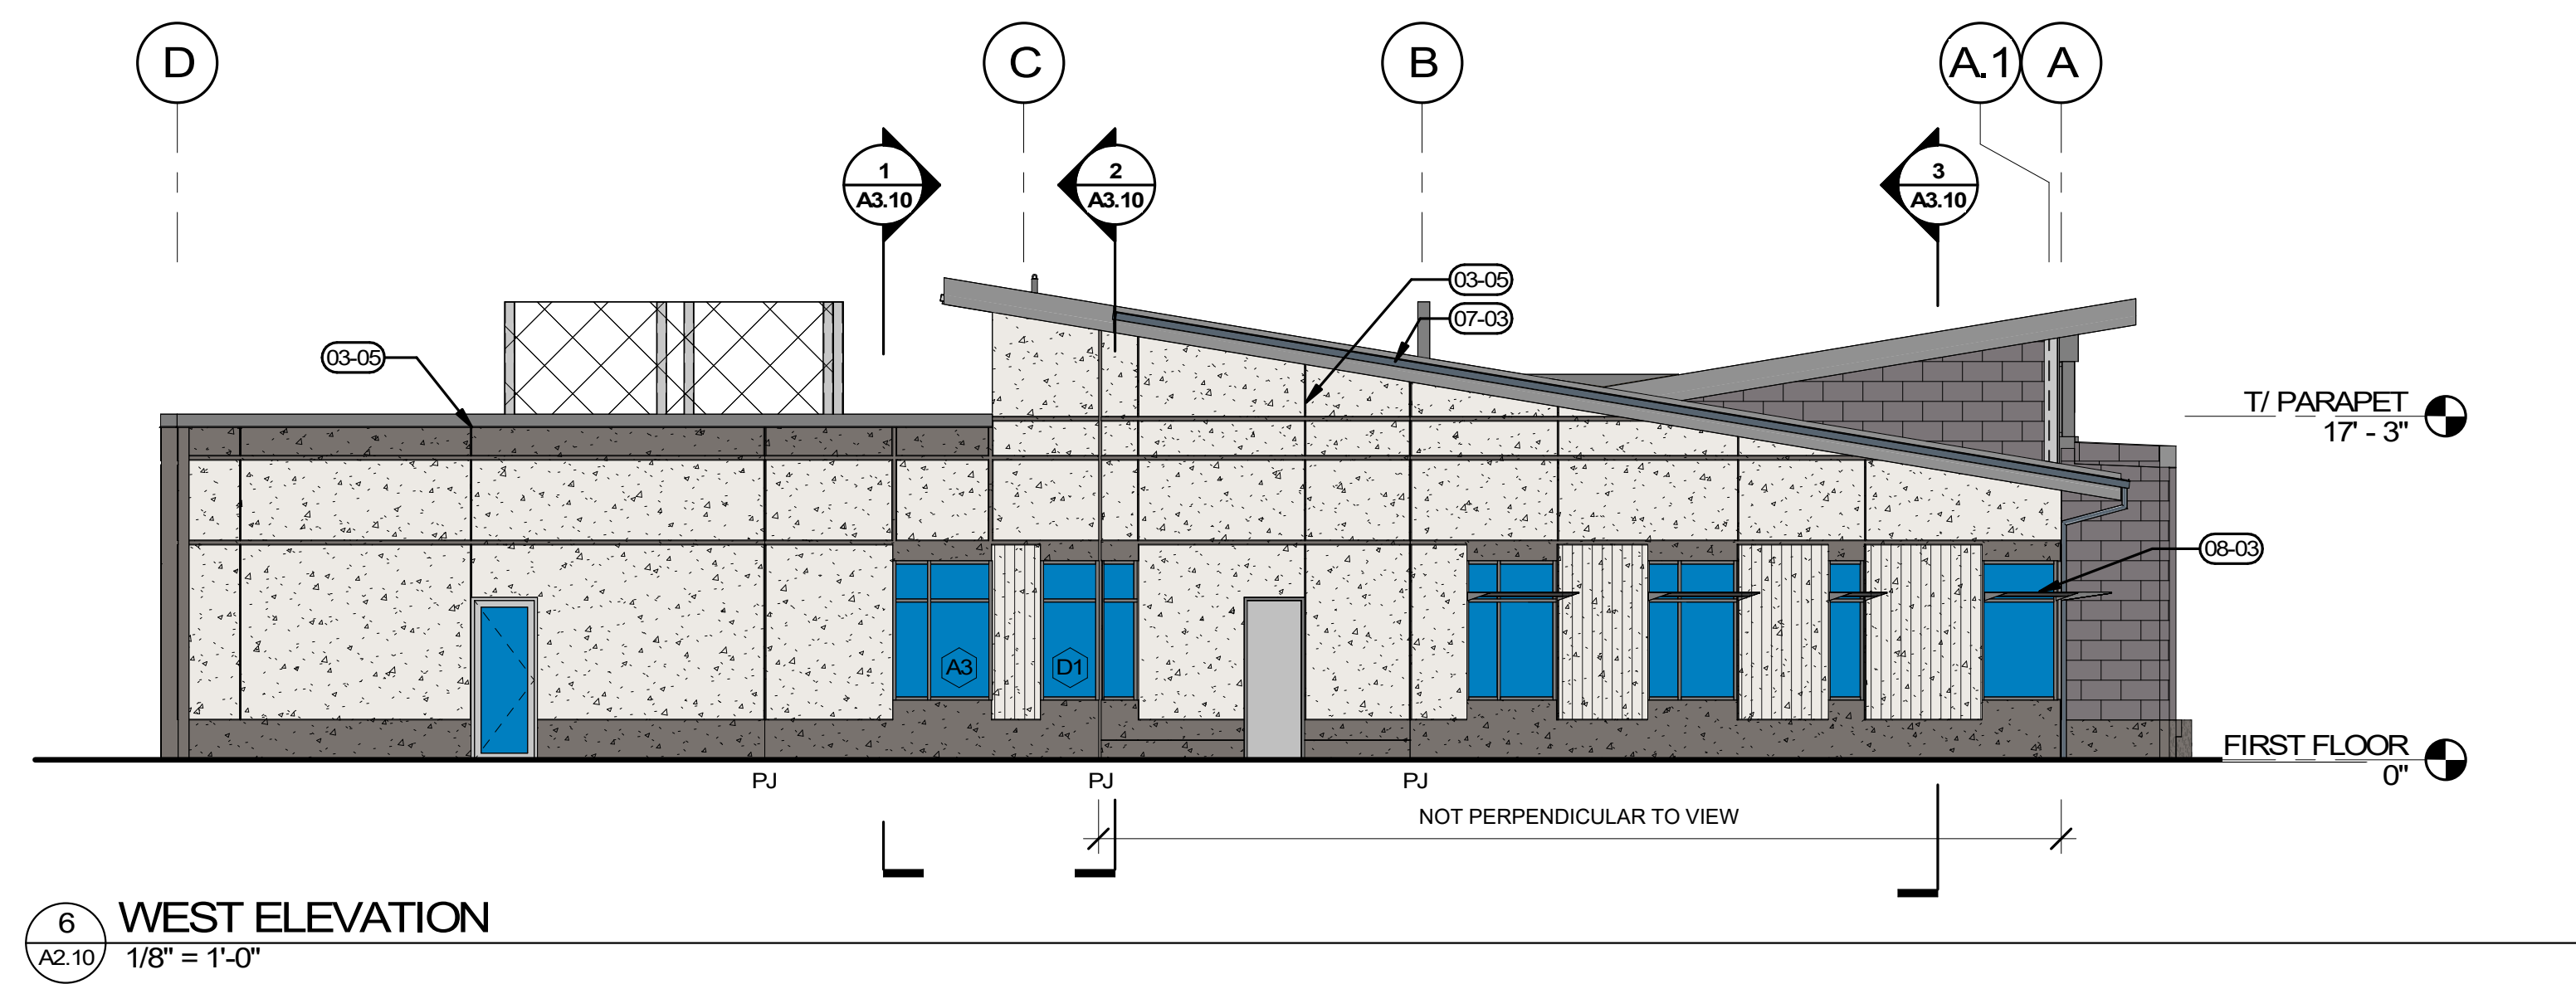 D
C
B
A.1
A
1
A3.10
2
A3.10
3
A3.10
03-05
07-03
03-05
T/ PARAPET
17' - 3"
08-03
A3
D1
FIRST FLOOR
0"
PJ
PJ
PJ
NOT PERPENDICULAR TO VIEW
6
A2.10
WEST ELEVATION
1/8" = 1'-0"